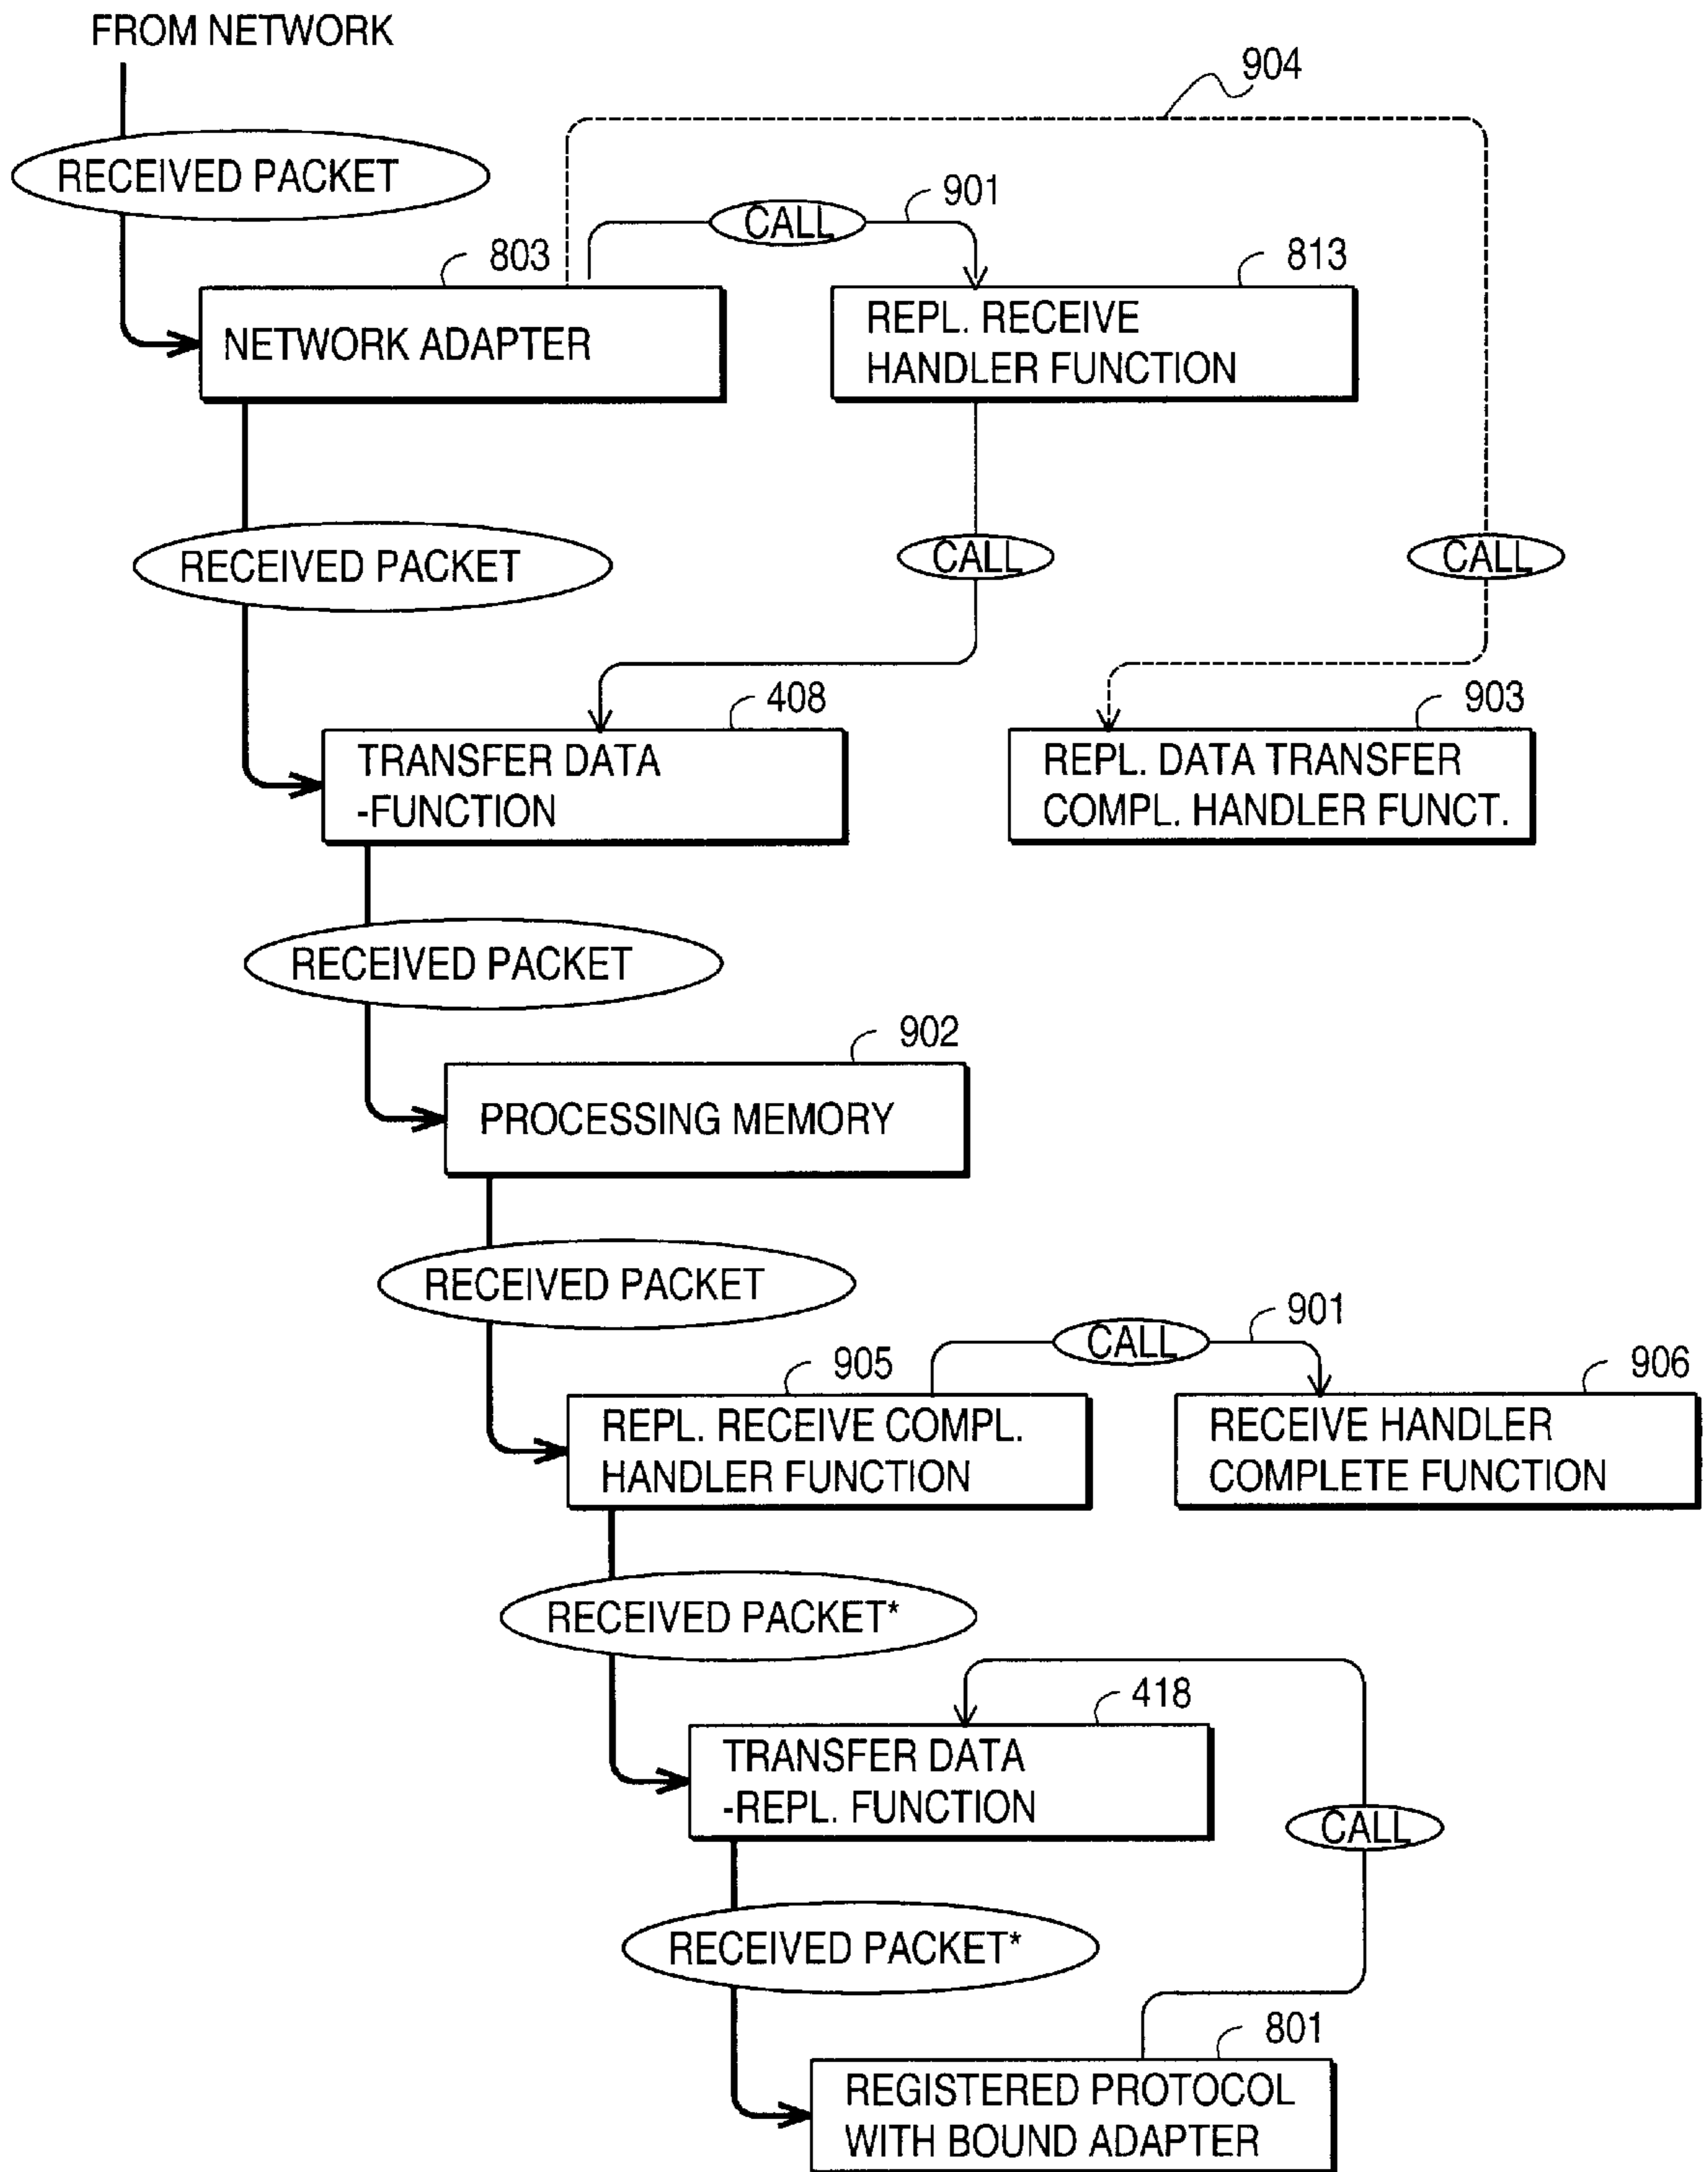 FROM NETWORK
904
RECEIVED PACKET
CALL
901
803
813
NETWORK ADAPTER
REPL. RECEIVE
HANDLER FUNCTION
RECEIVED PACKET
CALL
CALL
408
903
TRANSFER DATA
-FUNCTION
REPL. DATA TRANSFER
COMPL. HANDLER FUNCT.
RECEIVED PACKET
902
PROCESSING MEMORY
RECEIVED PACKET
CALL
901
905
906
REPL. RECEIVE COMPL.
HANDLER FUNCTION
RECEIVE HANDLER
COMPLETE FUNCTION
RECEIVED PACKET*
418
TRANSFER DATA
-REPL. FUNCTION
CALL
RECEIVED PACKET*
801
REGISTERED PROTOCOL
WITH BOUND ADAPTER